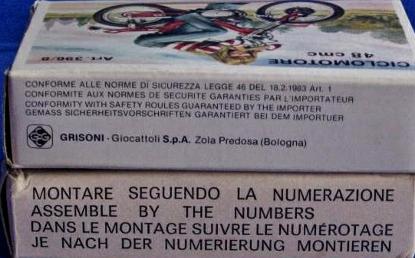 CICLOMOTORE
48 cmc
Art. 396/B
CONFORME ALLE NORME DI SICUREZZA LEGGE 46 DEL 18.2.1983 Art. 1
CONFORMITE AUX NORMES DE SECURITE GARANTIES PAR L'IMPORTATEUR
CONFORMITY WITH SAFETY ROULES GUARANTEED BY THE IMPORTER
GEMASS SICHERHEITSVORSCHRIFTEN GARANTIERT BEI DEM IMPORTUEER
GRISONI - Giocattoli S.p.A. Zola Predosa (Bologna)
MONTARE SEGUENDO LA NUMERAZIONE
ASSEMBLE BY THE NUMBERS
DANS LE MONTAGE SUIVRE LE NUMÉROTAGE
JE NACH DER NUMERIERUNG MONTIEREN